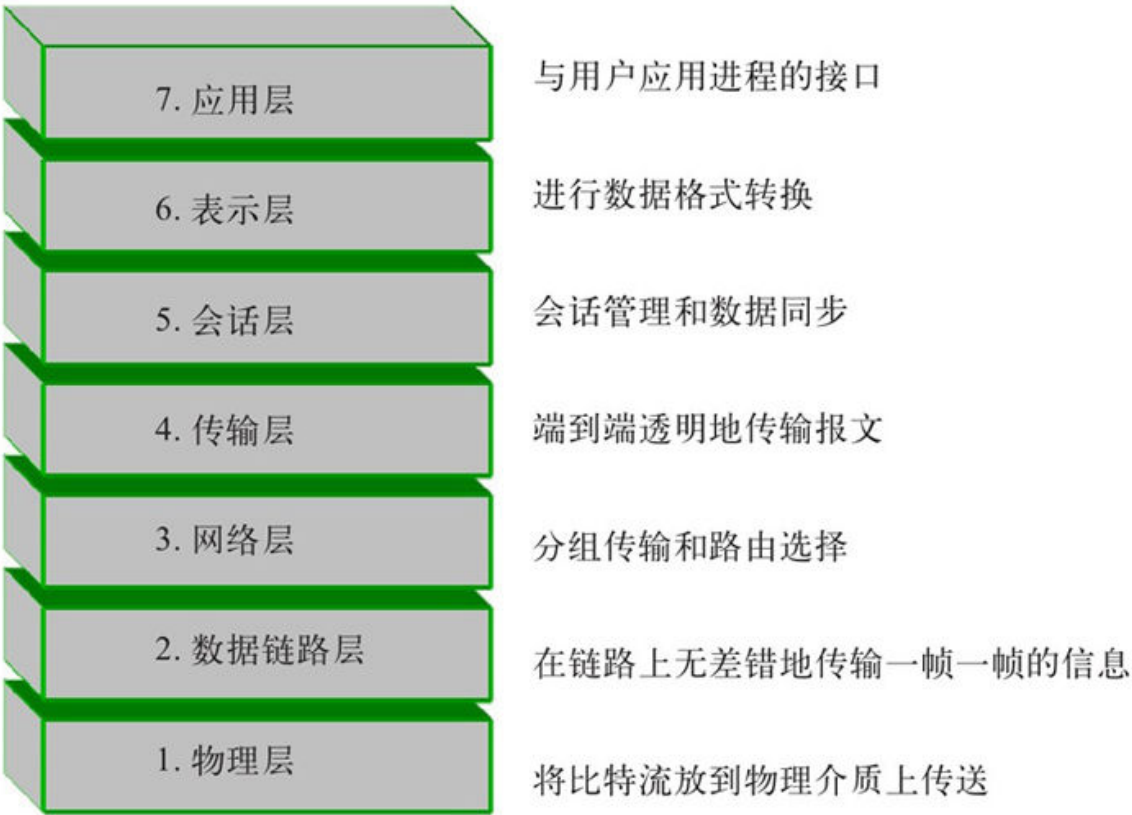 7. 应用层
与用户应用进程的接口
6. 表示层
进行数据格式转换
5. 会话层
会话管理和数据同步
4. 传输层
端到端透明地传输报文
3. 网络层
分组传输和路由选择
2. 数据链路层
在链路上无差错地传输一帧一帧的信息
1. 物理层
将比特流放到物理介质上传送